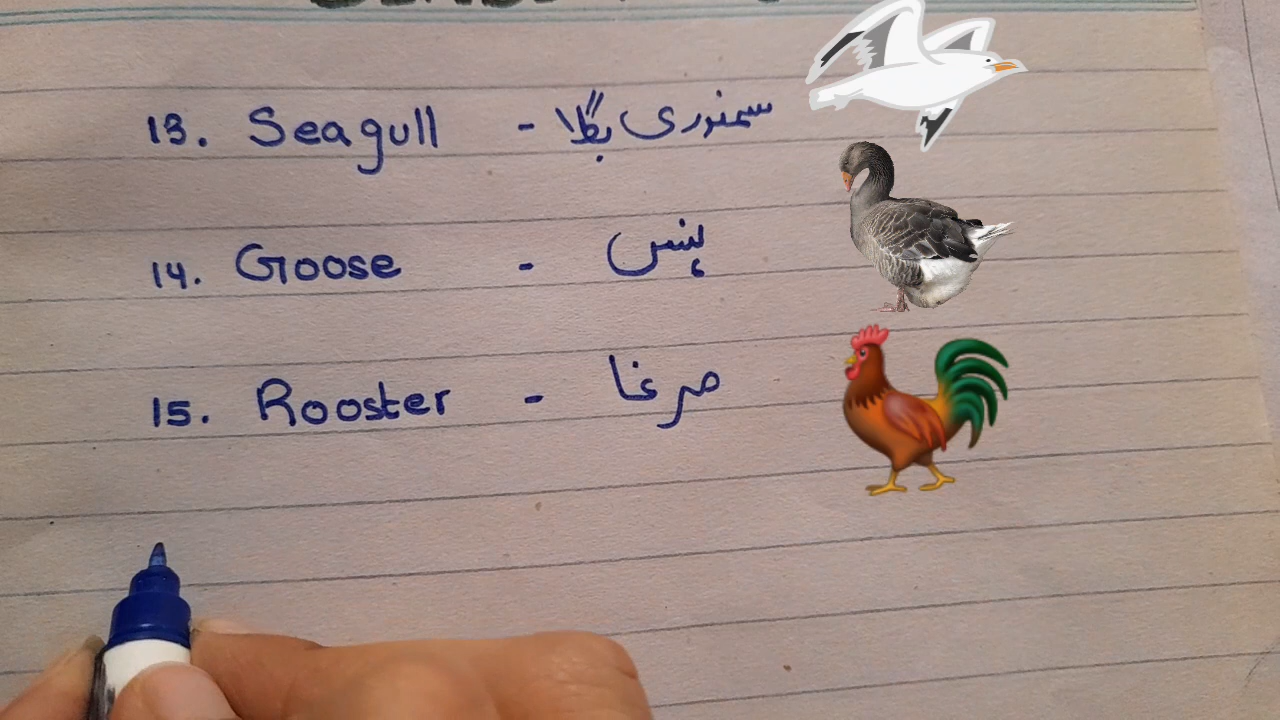 13. Seagull - سمندری بگلا
14. Goose - ہنس
15. Rooster - مرغا